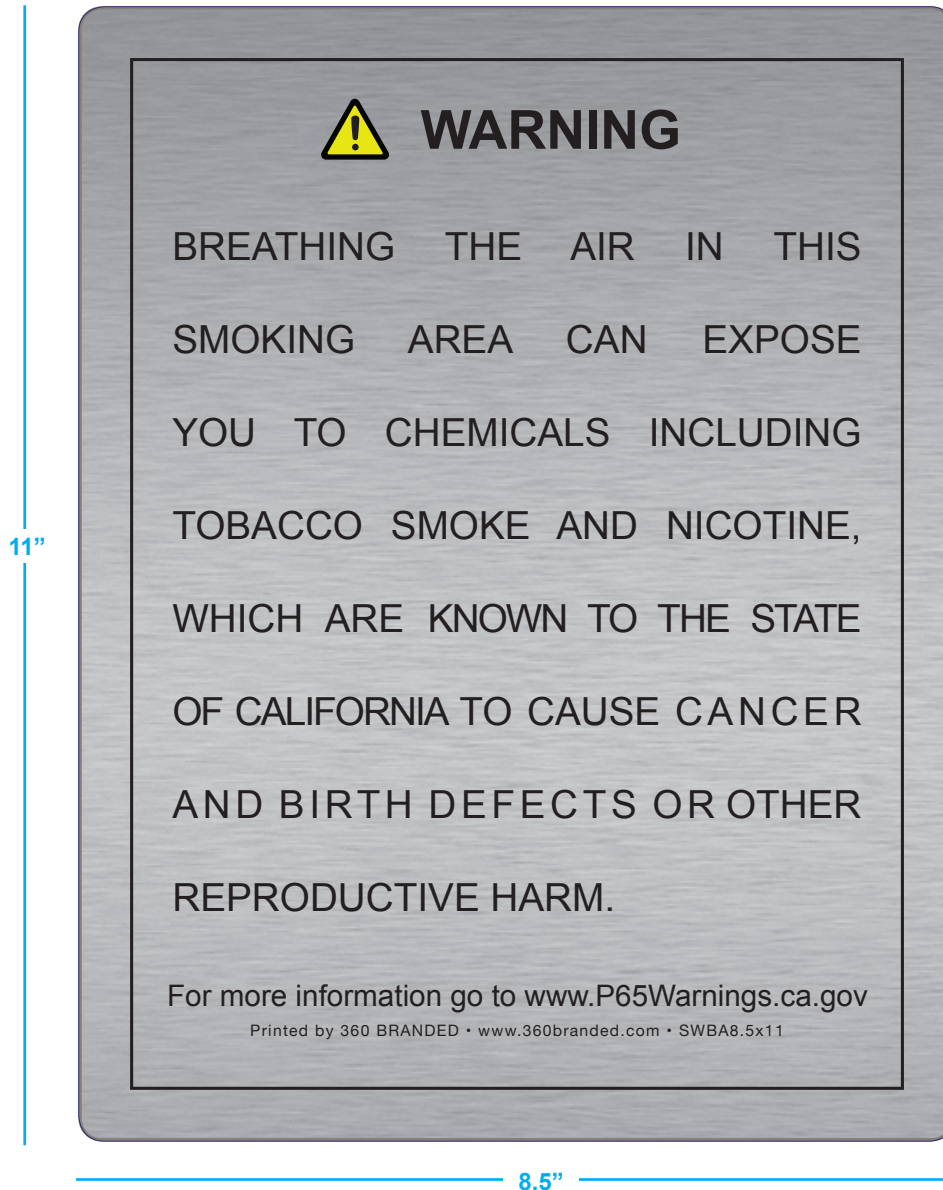 WARNING
BREATHING THE AIR IN THIS
SMOKING AREA CAN EXPOSE
YOU TO CHEMICALS INCLUDING
TOBACCO SMOKE AND NICOTINE,
WHICH ARE KNOWN TO THE STATE
OF CALIFORNIA TO CAUSE CANCER
AND BIRTH DEFECTS OR OTHER
REPRODUCTIVE HARM.
For more information go to www.P65Warnings.ca.gov
Printed by 360 BRANDED • www.360branded.com • SWBA8.5x11
11”
8.5”